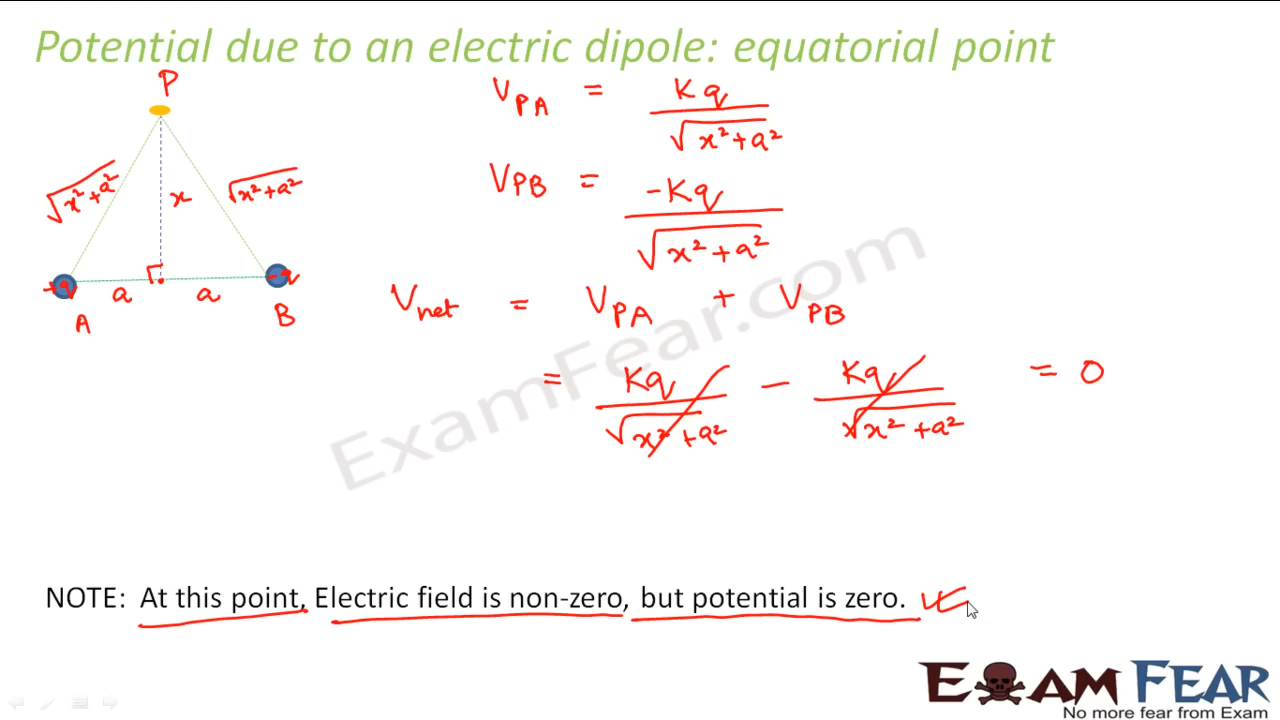 Potential due to an electric dipole: equatorial point
P
V_PA = Kq / √(x² + a²)
√(x² + a²)
x
√(x² + a²)
V_PB = -Kq / √(x² + a²)
+q
a
a
-q
A
B
V_net = V_PA + V_PB
= Kq / √(x² + a²) − Kq / √(x² + a²) = 0
ExamFear.com
NOTE: At this point, Electric field is non-zero, but potential is zero.
EXAM FEAR
No more fear from Exam